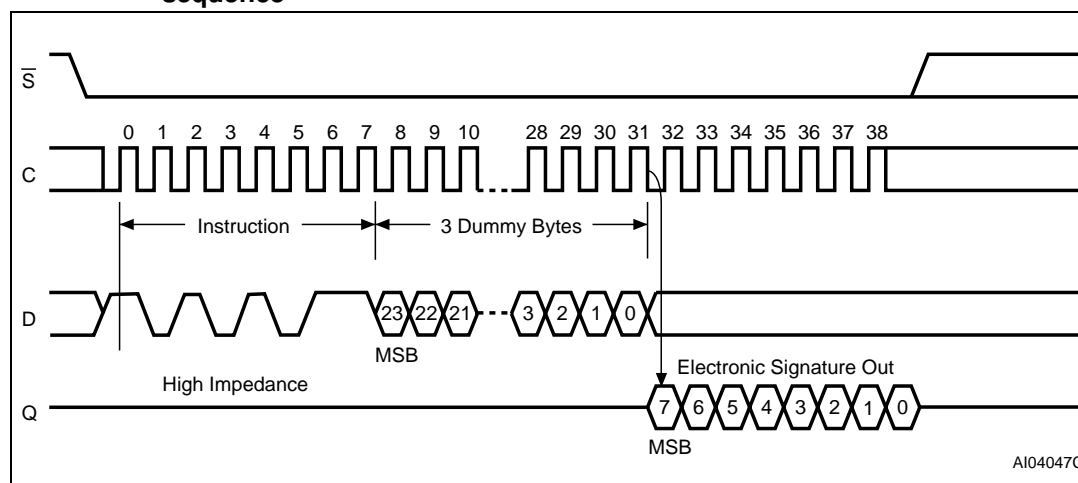 sequence
S
0 1 2 3 4 5 6 7 8 9 10 28 29 30 31 32 33 34 35 36 37 38
C
Instruction 3 Dummy Bytes
D
23 22 21 3 2 1 0
MSB
Electronic Signature Out
High Impedance
Q
7 6 5 4 3 2 1 0
MSB
AI04047C